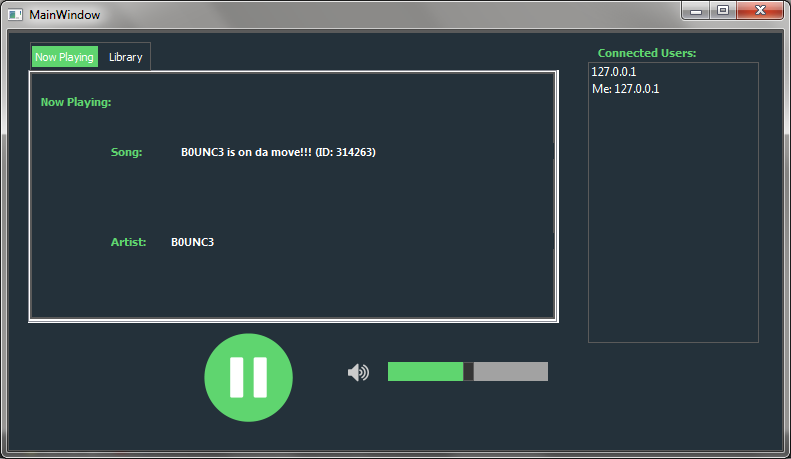 MainWindow
Now Playing
Library
Now Playing:
Song: B0UNC3 is on da move!!! (ID: 314263)
Artist: B0UNC3
Connected Users:
127.0.0.1
Me: 127.0.0.1